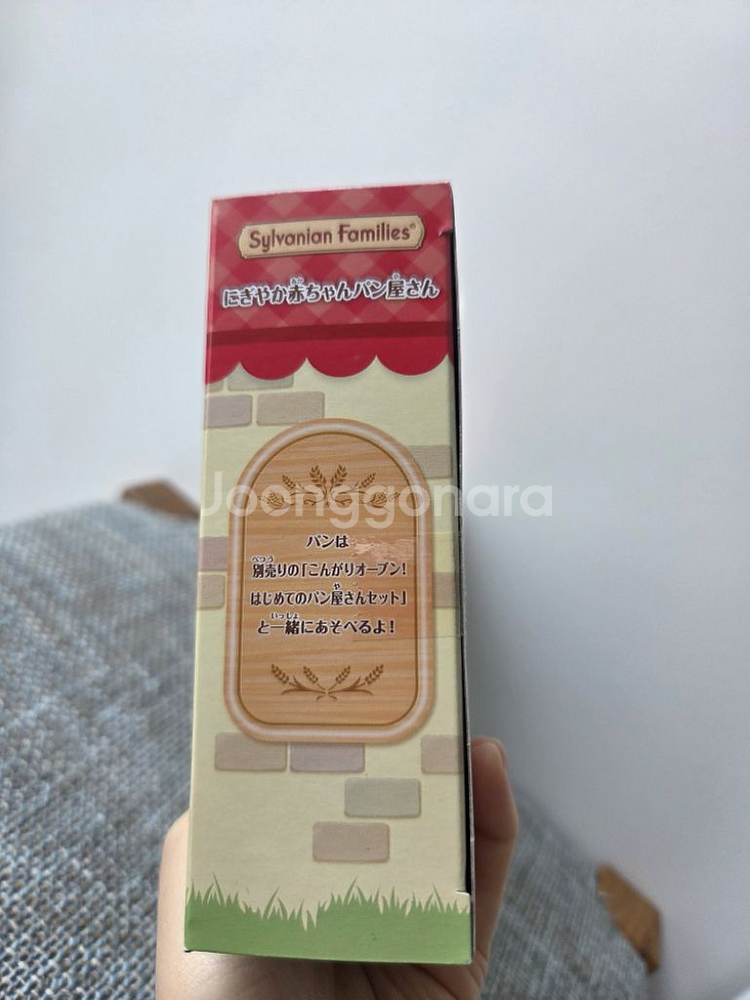 Sylvanian Families®
にぎやか赤ちゃんパン屋さん
Joonggonara
パンは
別売りの「こんがりオーブン!
はじめてのパン屋さんセット」
と一緒にあそべるよ!